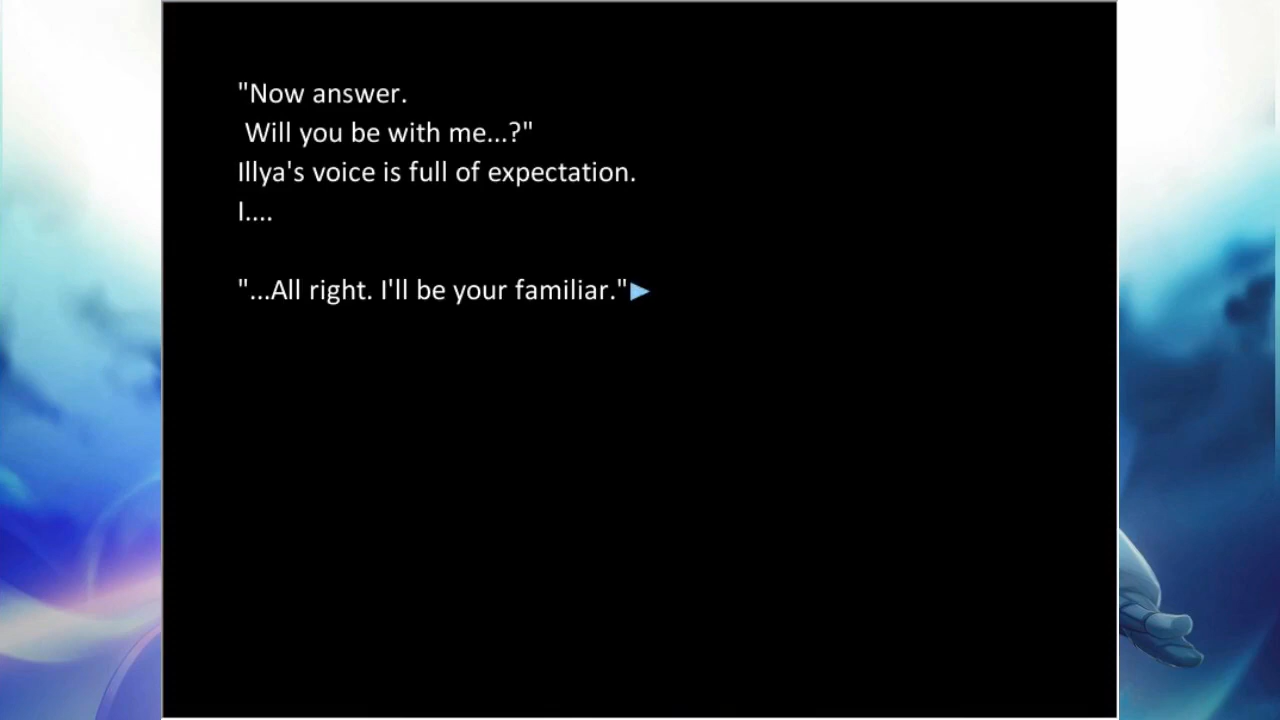 "Now answer.
Will you be with me...?"
Illya's voice is full of expectation.
I....
"...All right. I'll be your familiar."